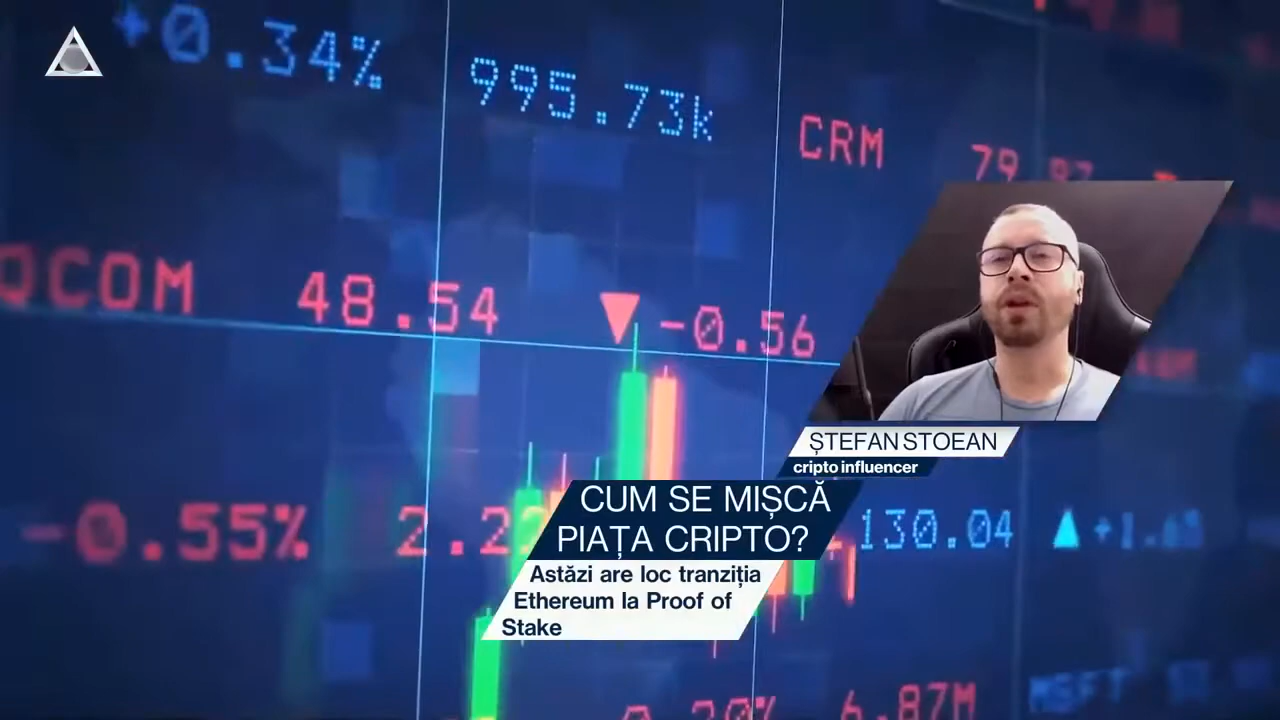 +0.34%
995.73k
CRM
QCOM 48.54 ▼ -0.56
ȘTEFAN STOEAN
cripto influencer
CUM SE MIȘCĂ
PIAȚA CRIPTO?
-0.55%
130.04 ▲
Astăzi are loc tranziția
Ethereum la Proof of
Stake
6.87M
MSFT